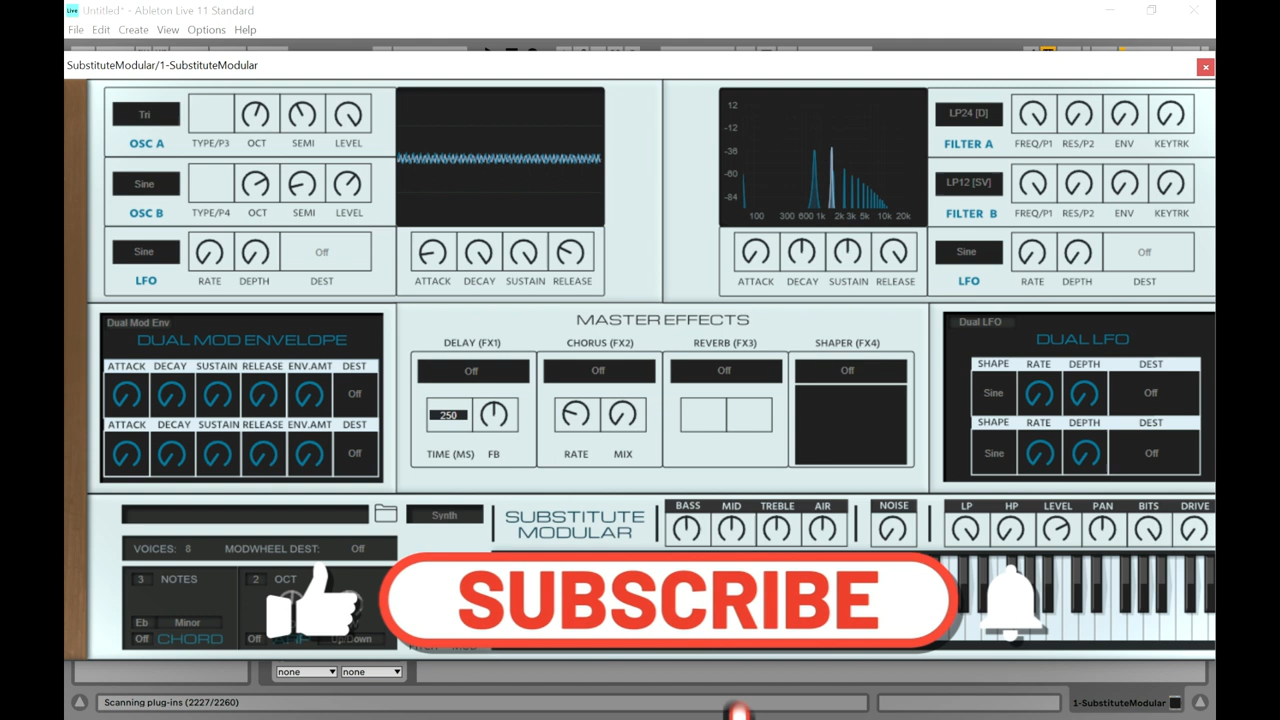 Live Untitled* - Ableton Live 11 Standard
File Edit Create View Options Help
SubstituteModular/1-SubstituteModular
Tri
OSC A TYPE/P3 OCT SEMI LEVEL
Sine
OSC B TYPE/P4 OCT SEMI LEVEL
Sine Off
LFO RATE DEPTH DEST
ATTACK DECAY SUSTAIN RELEASE
12
-12
-36
-60
-84
100 300 600 1k 2k 3k 5k 10k 20k
ATTACK DECAY SUSTAIN RELEASE
LP24 [D]
FILTER A FREQ/P1 RES/P2 ENV KEYTRK
LP12 [SV]
FILTER B FREQ/P1 RES/P2 ENV KEYTRK
Sine Off
LFO RATE DEPTH DEST
Dual Mod Env
DUAL MOD ENVELOPE
ATTACK DECAY SUSTAIN RELEASE ENV.AMT DEST
Off
ATTACK DECAY SUSTAIN RELEASE ENV.AMT DEST
Off
MASTER EFFECTS
DELAY (FX1) CHORUS (FX2) REVERB (FX3) SHAPER (FX4)
Off Off Off Off
250
TIME (MS) FB RATE MIX
Dual LFO
DUAL LFO
SHAPE RATE DEPTH DEST
Sine Off
SHAPE RATE DEPTH DEST
Sine Off
Synth
SUBSTITUTE
MODULAR
BASS MID TREBLE AIR NOISE LP HP LEVEL PAN BITS DRIVE
VOICES: 8 MODWHEEL DEST: Off
3 NOTES 2 OCT
Eb Minor
Off CHORD Off Up/Down
SUBSCRIBE
none none
Scanning plug-ins (2227/2260)
1-SubstituteModular